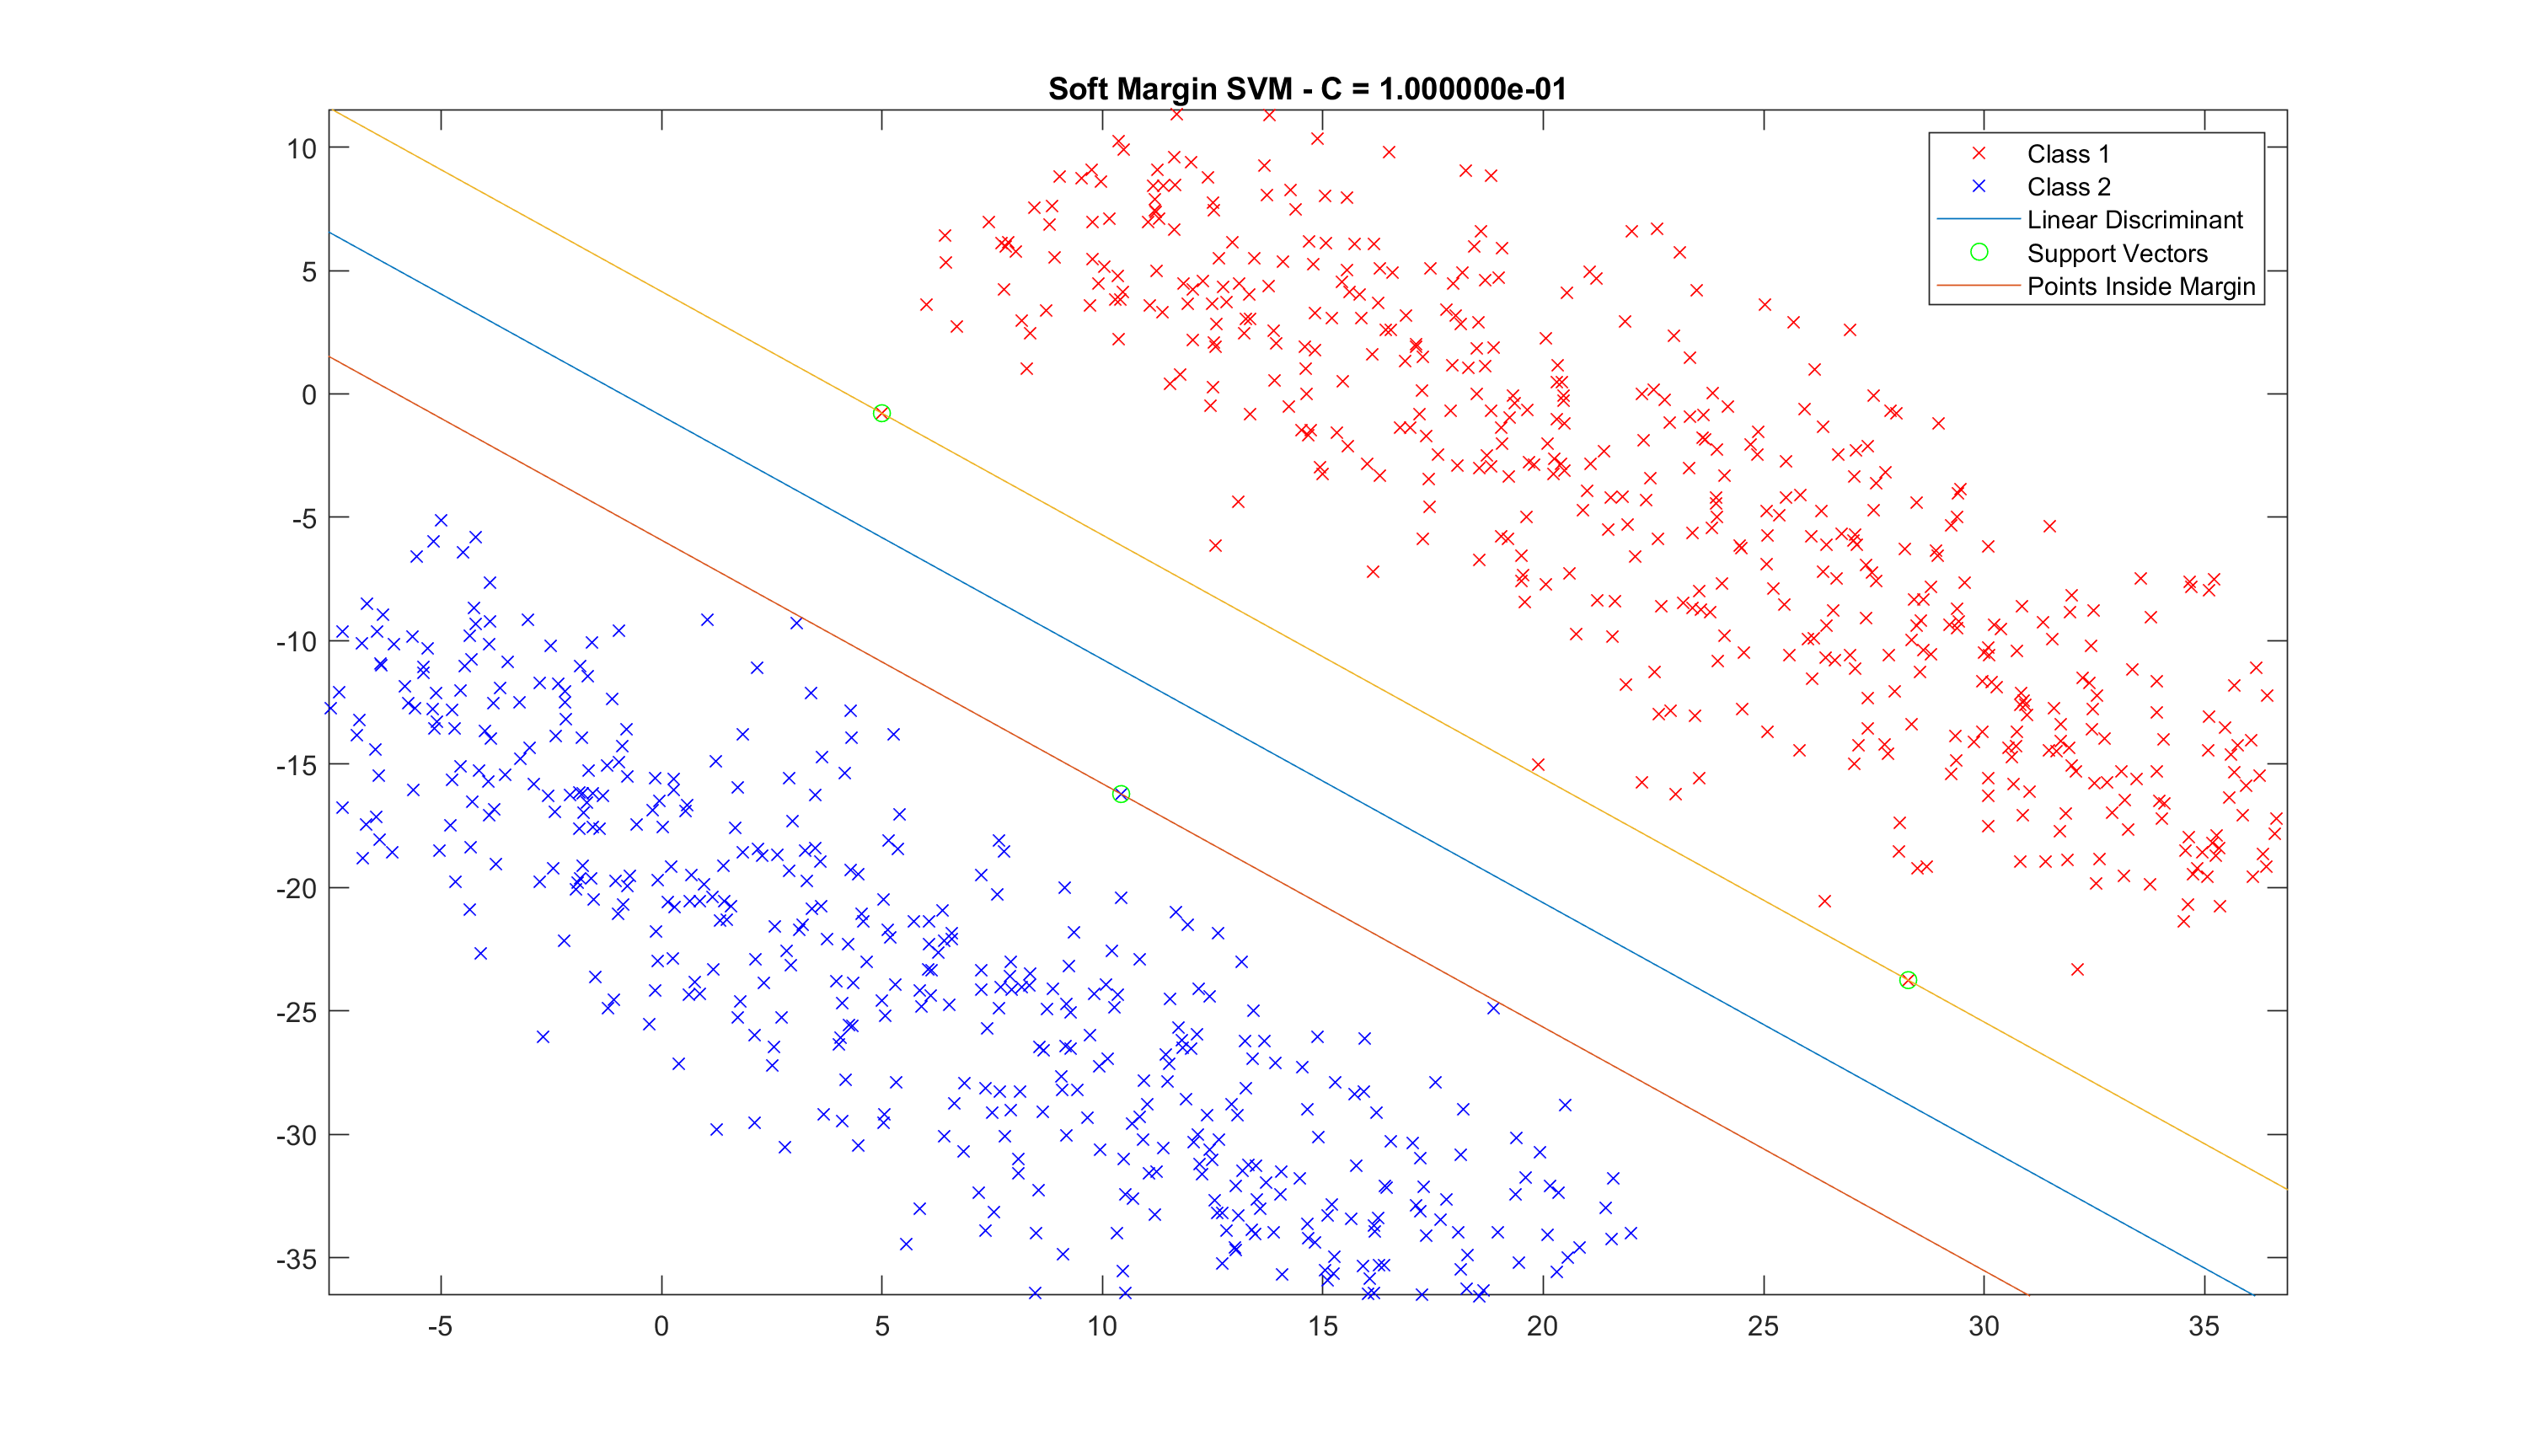 Soft Margin SVM - C = 1.000000e-01
Class 1
Class 2
Linear Discriminant
Support Vectors
Points Inside Margin
10
5
0
-5
-10
-15
-20
-25
-30
-35
-5 0 5 10 15 20 25 30 35